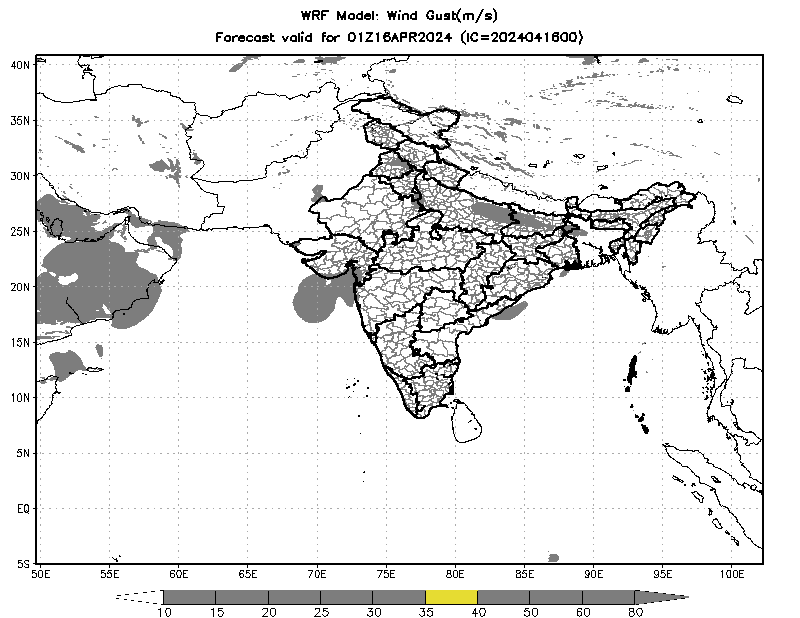 WRF Model: Wind Gust(m/s)
Forecast valid for 01Z16APR2024 (IC=2024041600)
40N
35N
30N
25N
20N
15N
10N
5N
EQ
5S
50E 55E 60E 65E 70E 75E 80E 85E 90E 95E 100E
10 15 20 25 30 35 40 50 60 80